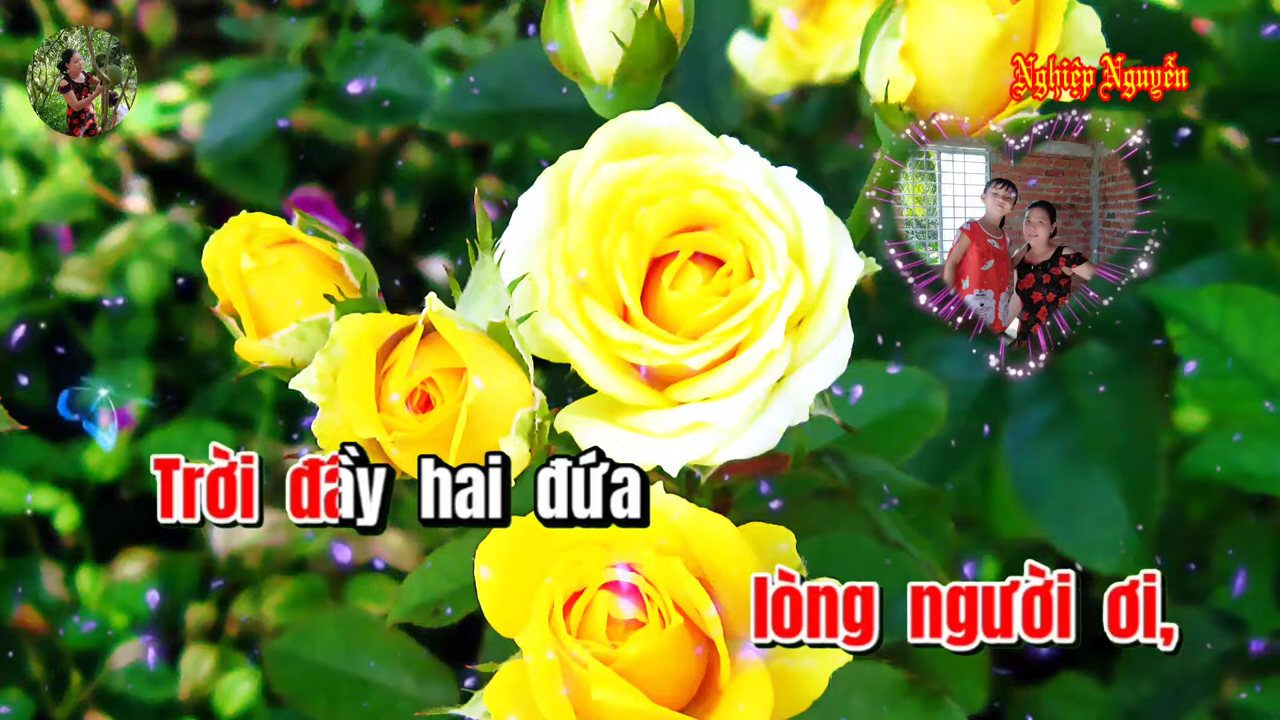 Nghiệp Nguyễn
Trời đầy hai đứa
lòng người ơi,